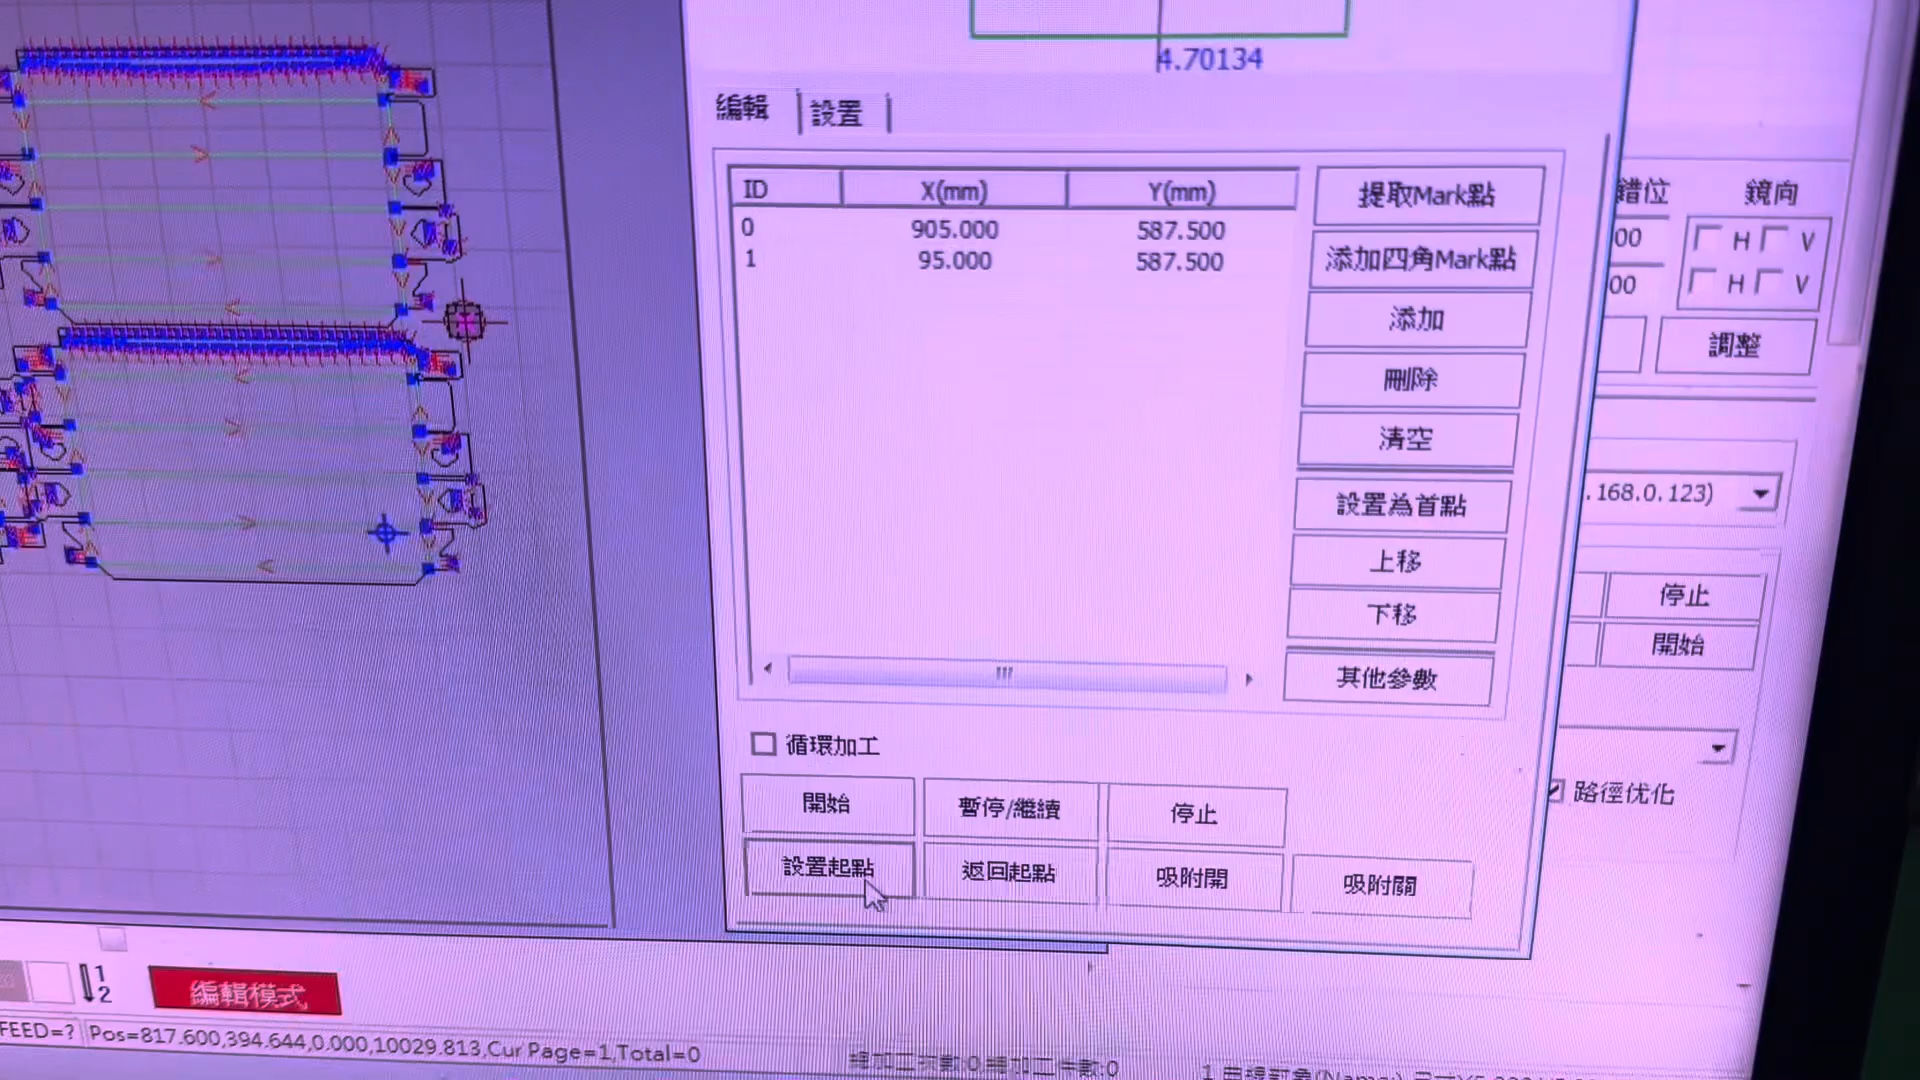 4.70134
編輯 設置
ID X(mm) Y(mm)
0 905.000 587.500
1 95.000 587.500
提取Mark點
添加四角Mark點
添加
刪除
清空
設置為首點
上移
下移
其他參數
循環加工
開始 暫停/繼續 停止
設置起點 返回起點 吸附開 吸附關
錯位 鏡向
00 H V
00 H V
調整
.168.0.123)
停止
開始
路徑优化
1
2
編輯模式
FEED=? Pos=817.600,394.644,0.000,10029.813,Cur Page=1,Total=0